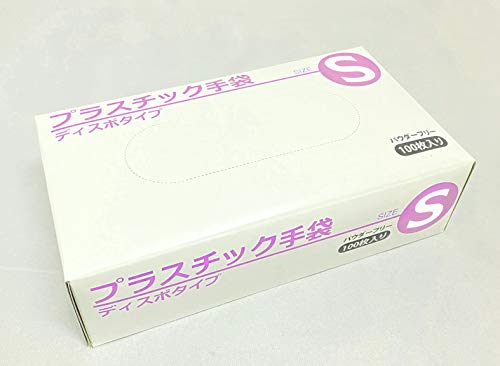 プラスチック手袋
ディスポタイプ
SIZE
S
パウダーフリー
100枚入り
プラスチック手袋
ディスポタイプ
SIZE
S
パウダーフリー
100枚入り